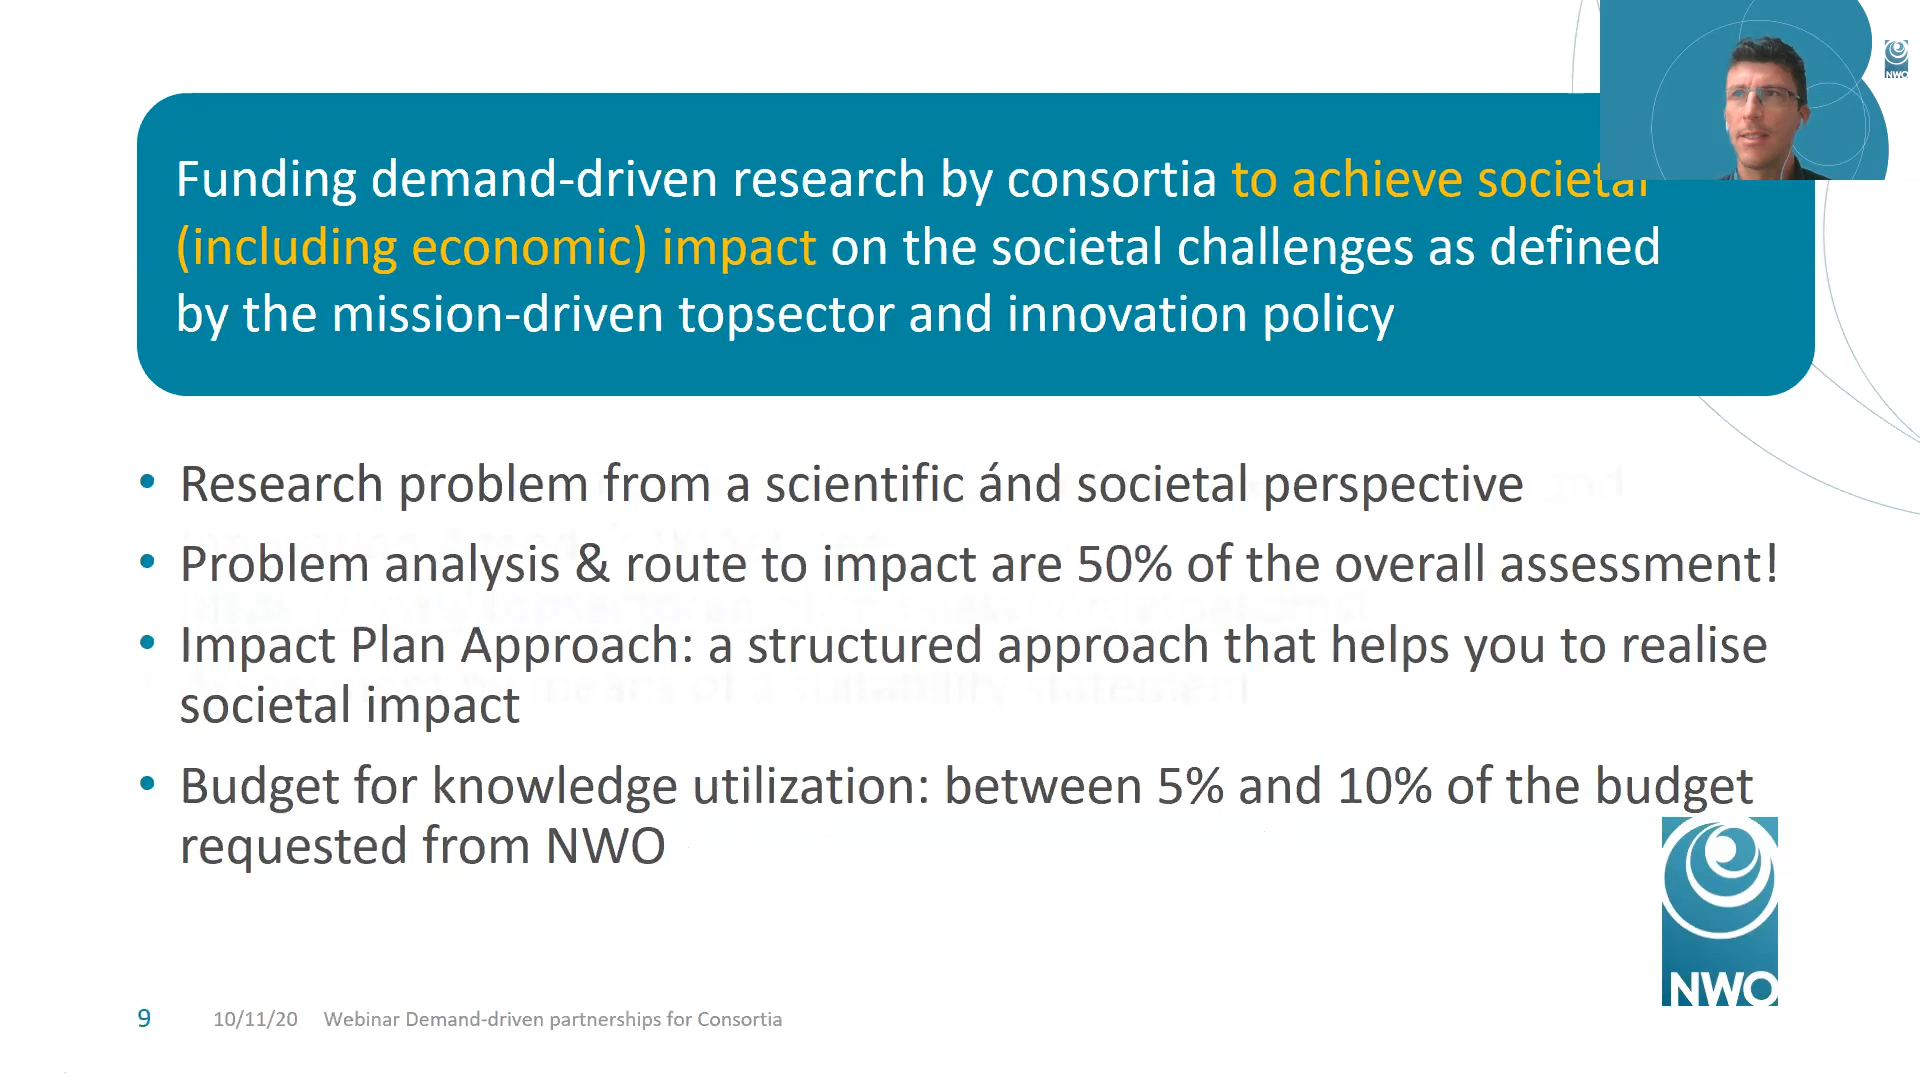 NWO
Funding demand-driven research by consortia to achieve societal
(including economic) impact on the societal challenges as defined
by the mission-driven topsector and innovation policy
• Research problem from a scientific ánd societal perspective
• Problem analysis & route to impact are 50% of the overall assessment!
• Impact Plan Approach: a structured approach that helps you to realise
societal impact
• Budget for knowledge utilization: between 5% and 10% of the budget
requested from NWO
NWO
9 10/11/20 Webinar Demand-driven partnerships for Consortia